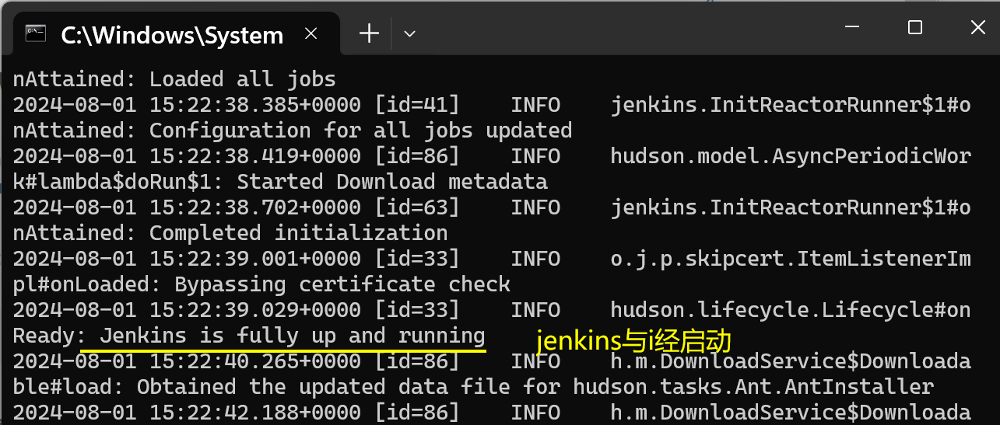 C:\Windows\System
nAttained: Loaded all jobs
2024-08-01 15:22:38.385+0000 [id=41] INFO jenkins.InitReactorRunner$1#o
nAttained: Configuration for all jobs updated
2024-08-01 15:22:38.419+0000 [id=86] INFO hudson.model.AsyncPeriodicWor
k#lambda$doRun$1: Started Download metadata
2024-08-01 15:22:38.702+0000 [id=63] INFO jenkins.InitReactorRunner$1#o
nAttained: Completed initialization
2024-08-01 15:22:39.001+0000 [id=33] INFO o.j.p.skipcert.ItemListenerIm
pl#onLoaded: Bypassing certificate check
2024-08-01 15:22:39.029+0000 [id=33] INFO hudson.lifecycle.Lifecycle#on
Ready: Jenkins is fully up and running jenkins与i经启动
2024-08-01 15:22:40.265+0000 [id=86] INFO h.m.DownloadService$Downloada
ble#load: Obtained the updated data file for hudson.tasks.Ant.AntInstaller
2024-08-01 15:22:42.188+0000 [id=86] INFO h.m.DownloadService$Downloada